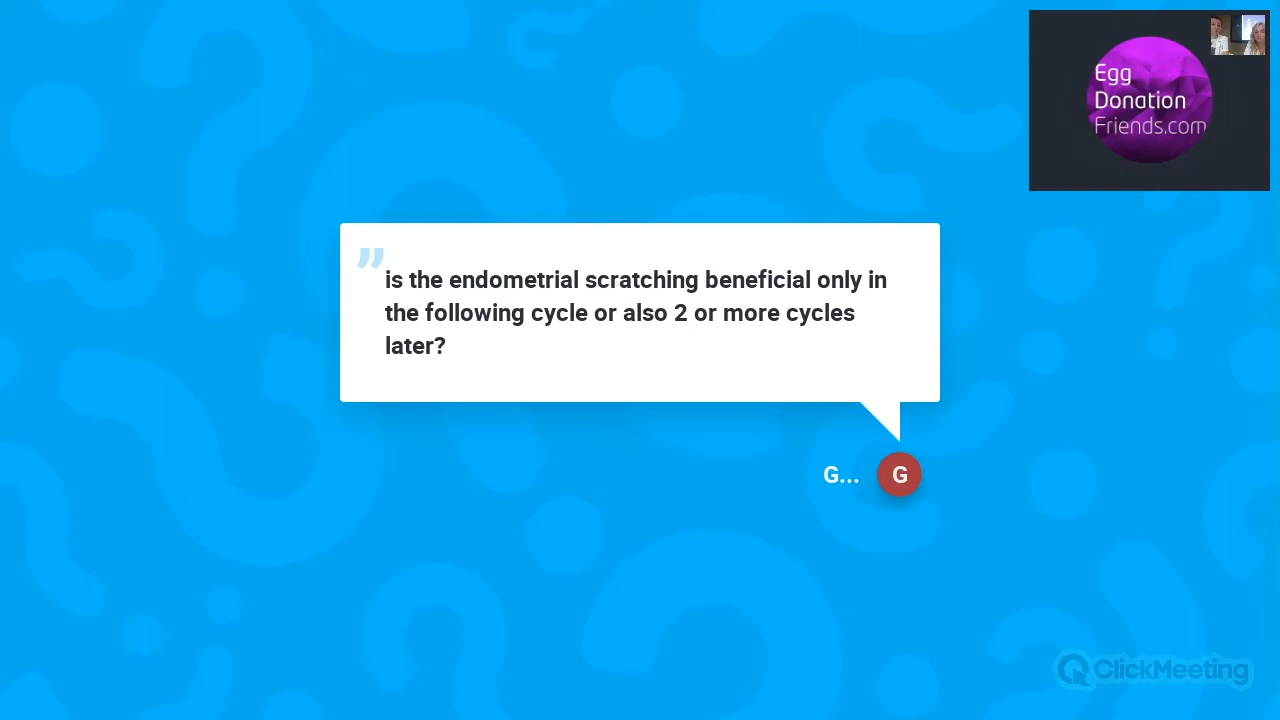 Egg
Donation
Friends.com
"
is the endometrial scratching beneficial only in
the following cycle or also 2 or more cycles
later?
G... G
ClickMeeting